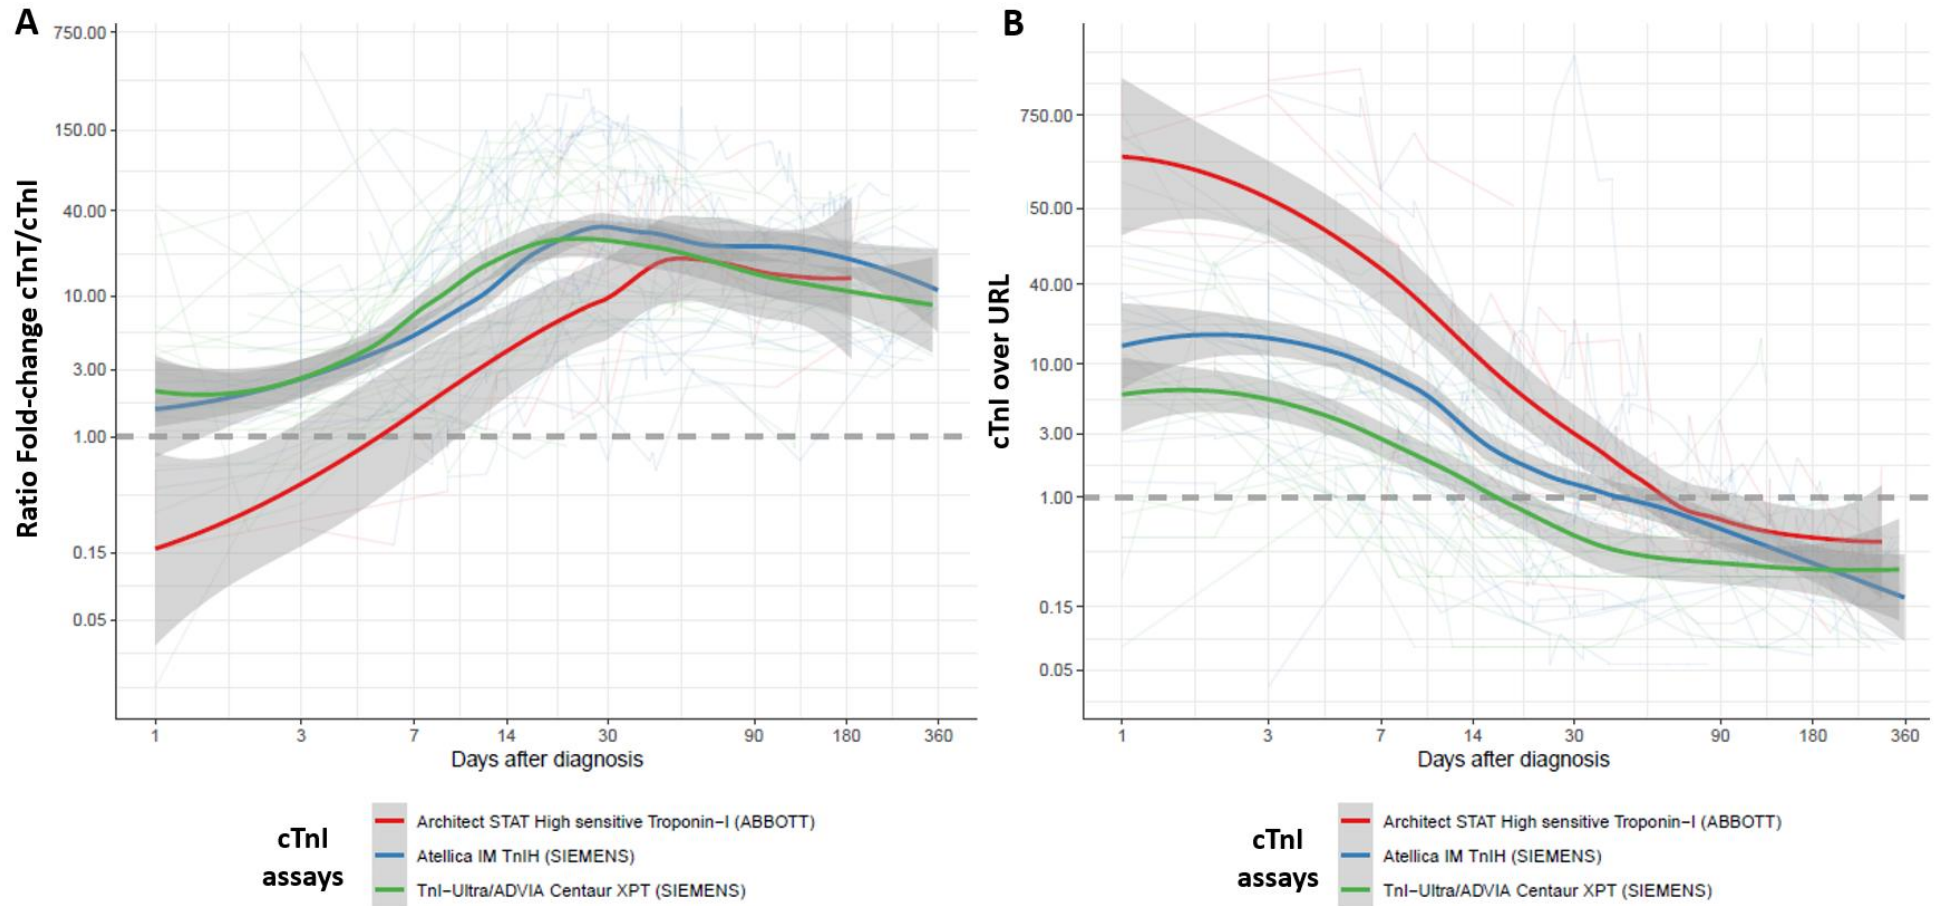 A
Ratio Fold-change cTnT/cTnI
750.00
150.00
40.00
10.00
3.00
1.00
0.15
0.05
1 3 7 14 30 90 180 360
Days after diagnosis
cTnI
assays
Architect STAT High sensitive Troponin−I (ABBOTT)
Atellica IM TnIH (SIEMENS)
TnI−Ultra/ADVIA Centaur XPT (SIEMENS)
B
cTnI over URL
750.00
50.00
40.00
10.00
3.00
1.00
0.15
0.05
1 3 7 14 30 90 180 360
Days after diagnosis
cTnI
assays
Architect STAT High sensitive Troponin−I (ABBOTT)
Atellica IM TnIH (SIEMENS)
TnI−Ultra/ADVIA Centaur XPT (SIEMENS)